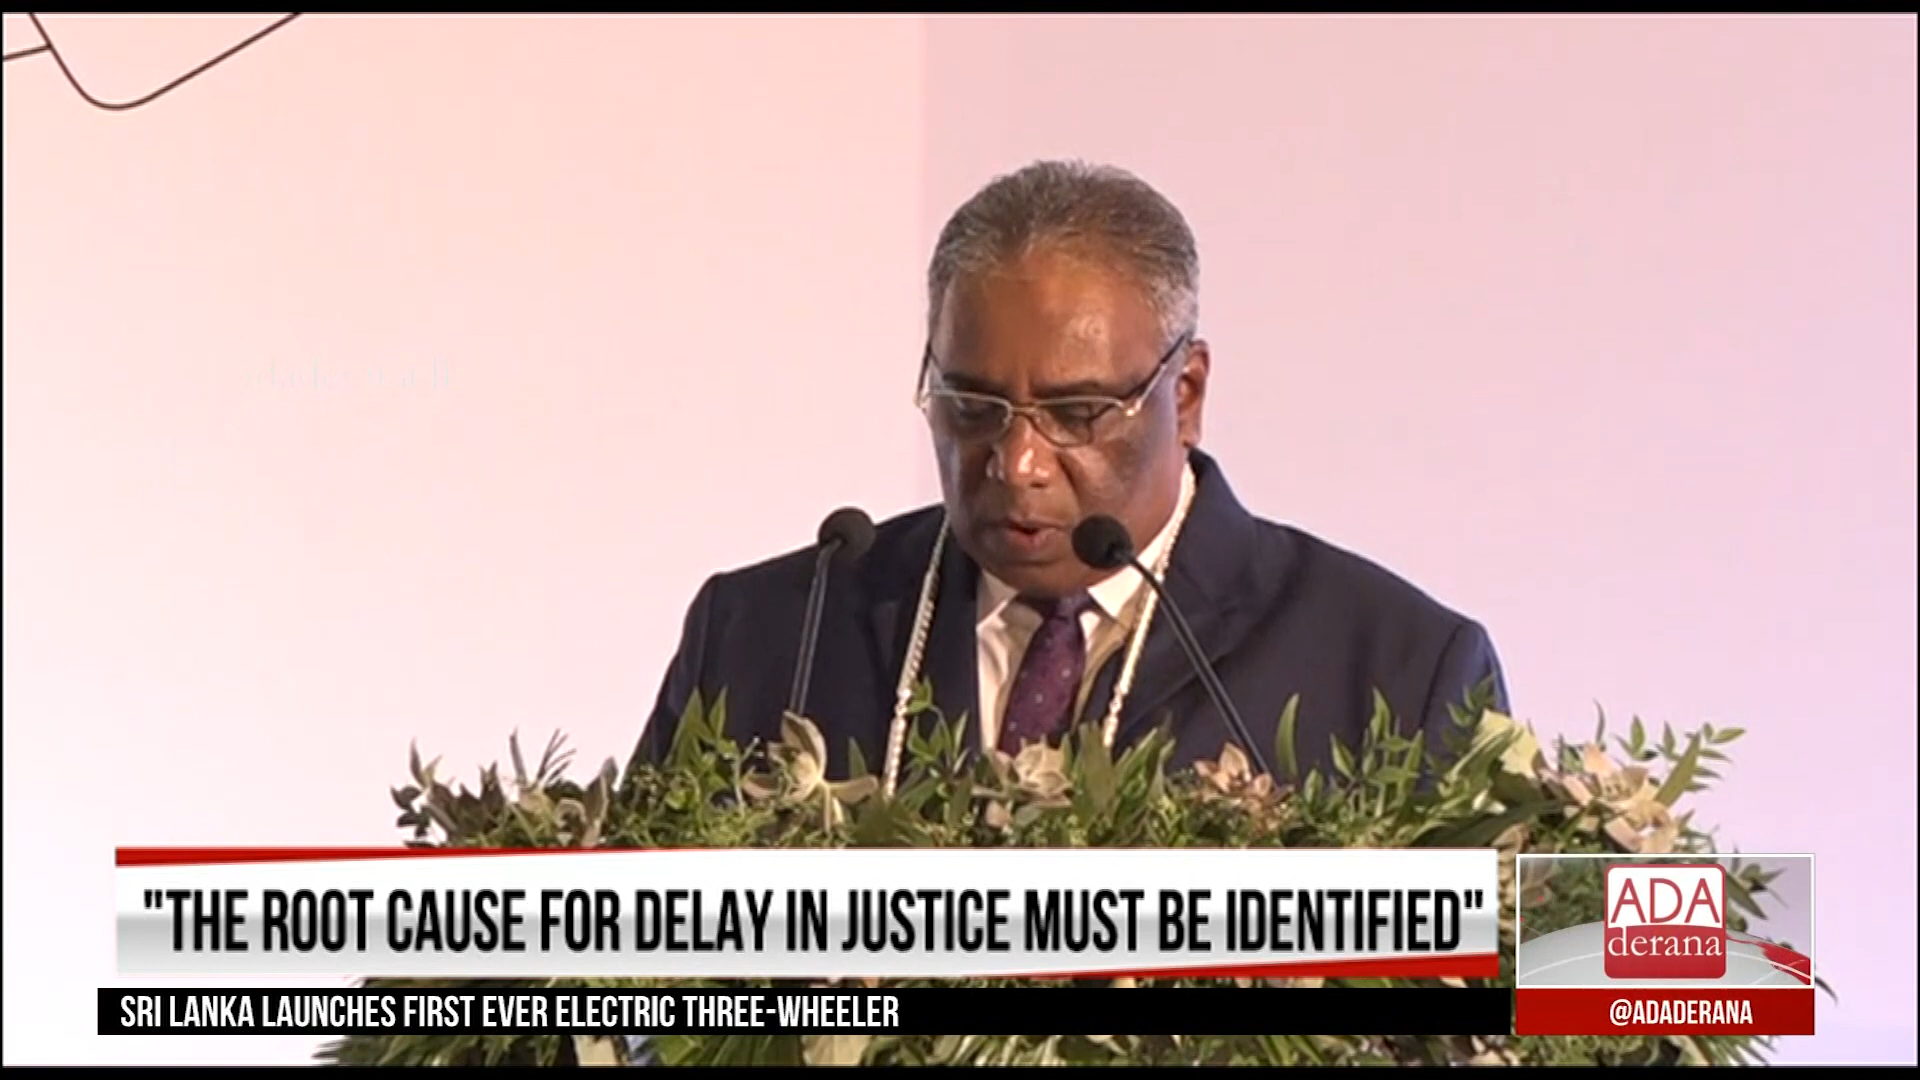 "THE ROOT CAUSE FOR DELAY IN JUSTICE MUST BE IDENTIFIED"
ADA
derana
SRI LANKA LAUNCHES FIRST EVER ELECTRIC THREE-WHEELER
@ADADERANA